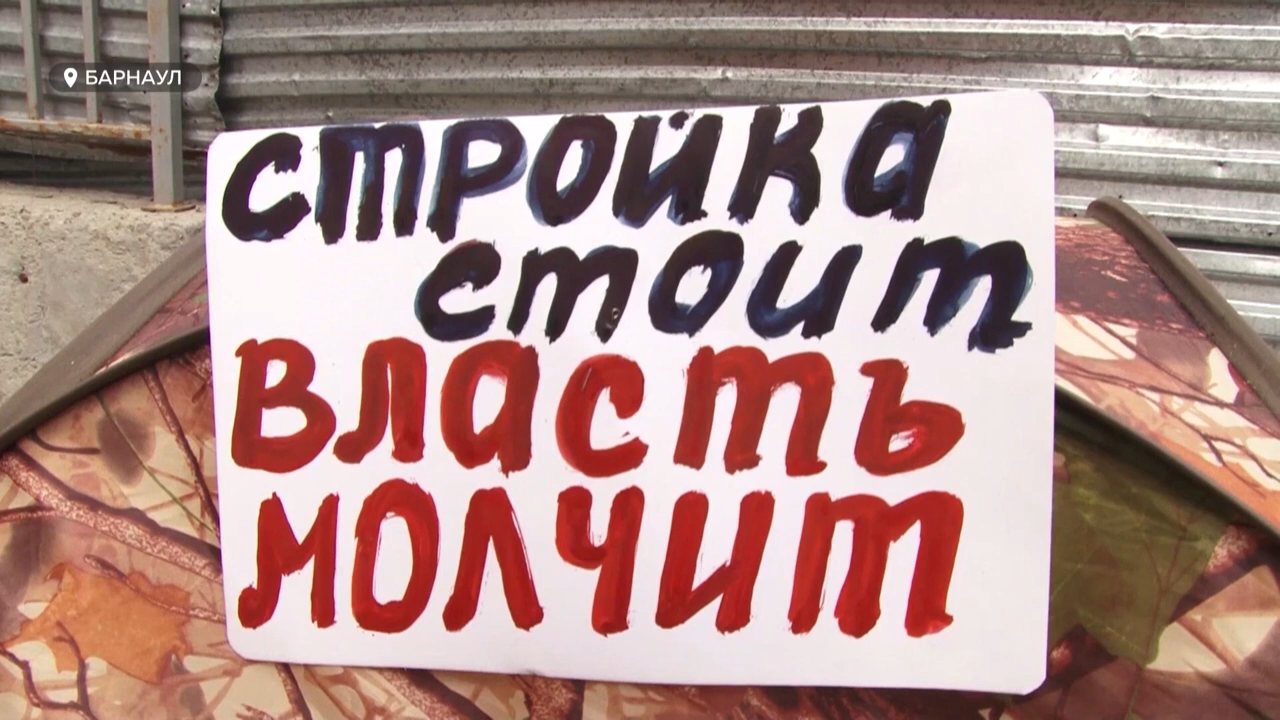 БАРНАУЛ
стройка
стоит
власть
молчит